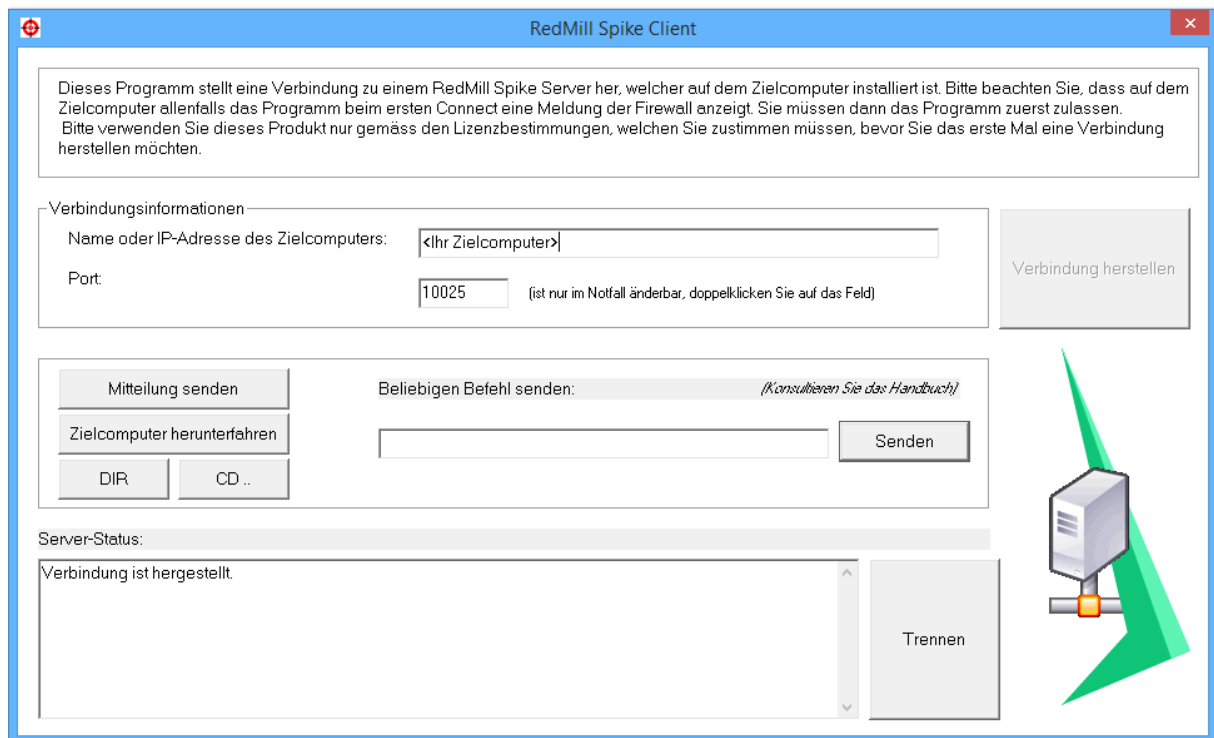 RedMill Spike Client
Dieses Programm stellt eine Verbindung zu einem RedMill Spike Server her, welcher auf dem Zielcomputer installiert ist. Bitte beachten Sie, dass auf dem
Zielcomputer allenfalls das Programm beim ersten Connect eine Meldung der Firewall anzeigt. Sie müssen dann das Programm zuerst zulassen.
Bitte verwenden Sie dieses Produkt nur gemäss den Lizenzbestimmungen, welchen Sie zustimmen müssen, bevor Sie das erste Mal eine Verbindung
herstellen möchten.
Verbindungsinformationen
Name oder IP-Adresse des Zielcomputers:
<Ihr Zielcomputer>
Port:
10025
(ist nur im Notfall änderbar, doppelklicken Sie auf das Feld)
Verbindung herstellen
Mitteilung senden
Zielcomputer herunterfahren
DIR
CD ..
Beliebigen Befehl senden:
(Konsultieren Sie das Handbuch)
Senden
Server-Status:
Verbindung ist hergestellt.
Trennen